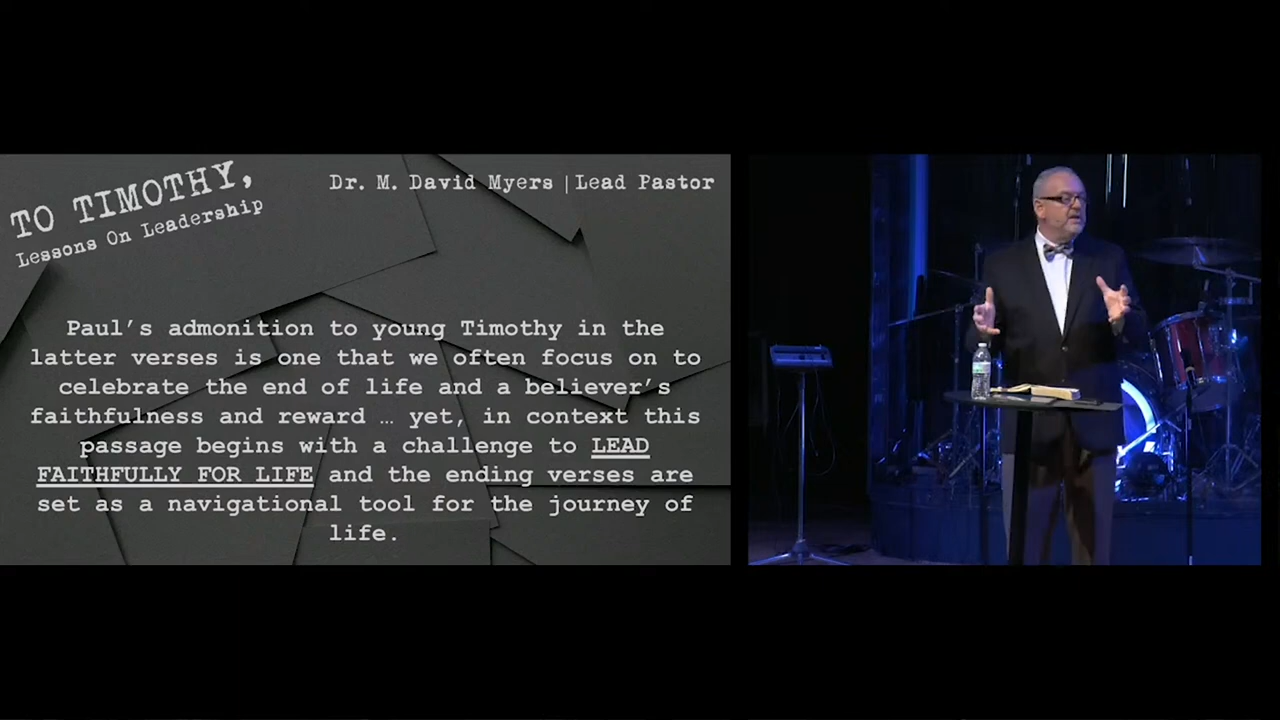 TO TIMOTHY,
Lessons On Leadership
Dr. M. David Myers | Lead Pastor
Paul's admonition to young Timothy in the
latter verses is one that we often focus on to
celebrate the end of life and a believer's
faithfulness and reward … yet, in context this
passage begins with a challenge to LEAD
FAITHFULLY FOR LIFE and the ending verses are
set as a navigational tool for the journey of
life.